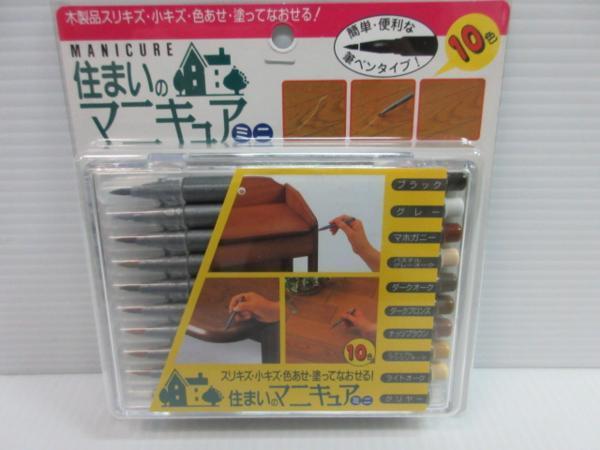 木製品スリキズ・小キズ・色あせ・塗ってなおせる!
MANICURE
住まいの
マニキュア
ミニ
簡単・便利な
筆ペンタイプ!
10色
ブラック
グレー
マホガニー
パステル
ダークオーク
ダークブロンズ
ナッツブラウン
ライトオーク
クリヤー
10色
スリキズ・小キズ・色あせ・塗ってなおせる!
住まいのマニキュアミニ